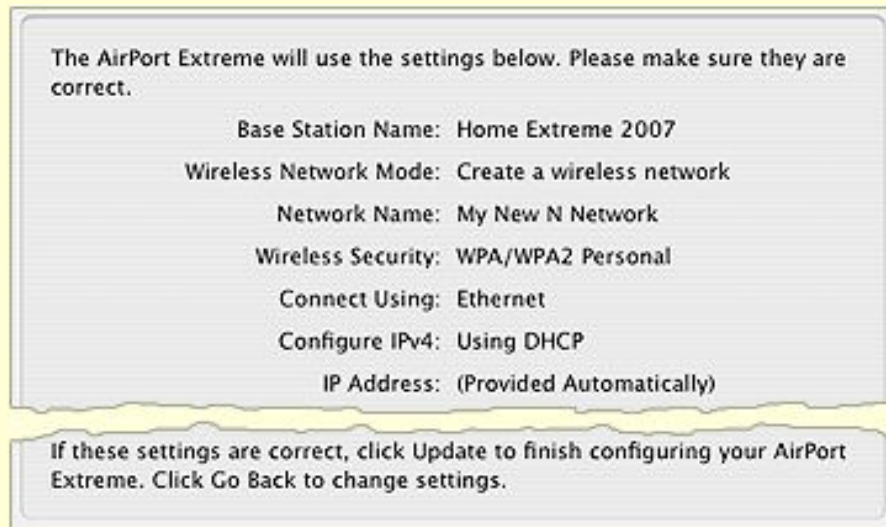 The AirPort Extreme will use the settings below. Please make sure they are
correct.
Base Station Name: Home Extreme 2007
Wireless Network Mode: Create a wireless network
Network Name: My New N Network
Wireless Security: WPA/WPA2 Personal
Connect Using: Ethernet
Configure IPv4: Using DHCP
IP Address: (Provided Automatically)
If these settings are correct, click Update to finish configuring your AirPort
Extreme. Click Go Back to change settings.